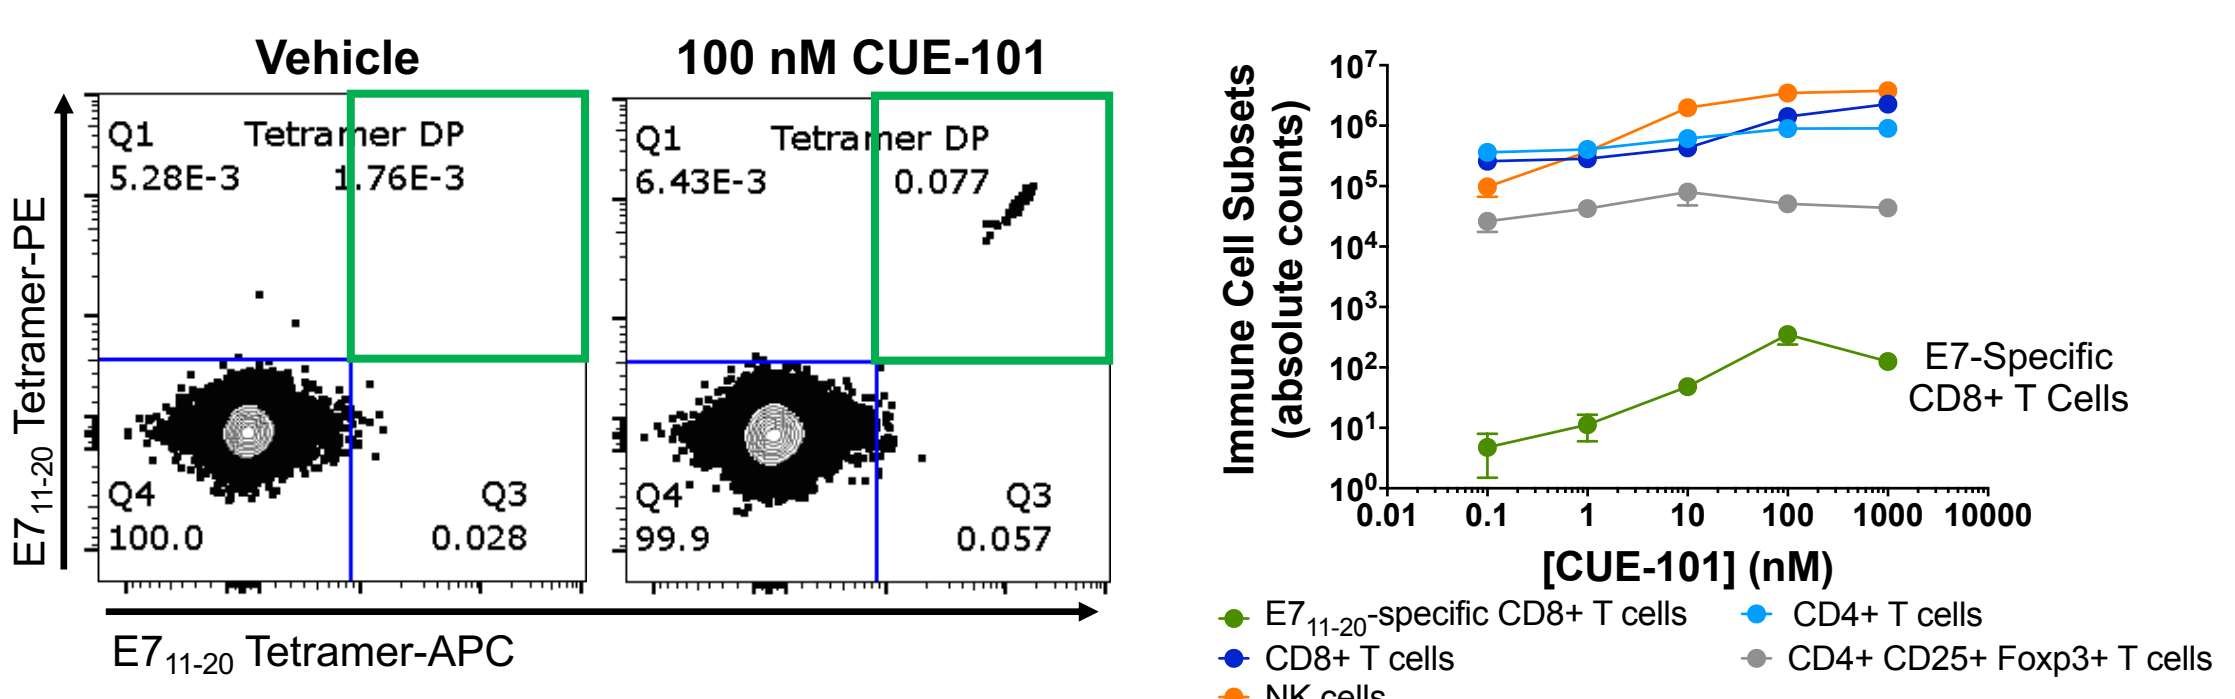 Vehicle
Q1 Tetramer DP
5.28E-3 1.76E-3
Q4 Q3
100.0 0.028
100 nM CUE-101
Q1 Tetramer DP
6.43E-3 0.077
Q4 Q3
99.9 0.057
E7₁₁₋₂₀ Tetramer-PE
E7₁₁₋₂₀ Tetramer-APC
Immune Cell Subsets
(absolute counts)
10⁷
10⁶
10⁵
10⁴
10³
10²
10¹
10⁰
0.01 0.1 1 10 100 1000 10000
[CUE-101] (nM)
E7-Specific
CD8+ T Cells
E7₁₁₋₂₀-specific CD8+ T cells
CD8+ T cells
NK cells
CD4+ T cells
CD4+ CD25+ Foxp3+ T cells